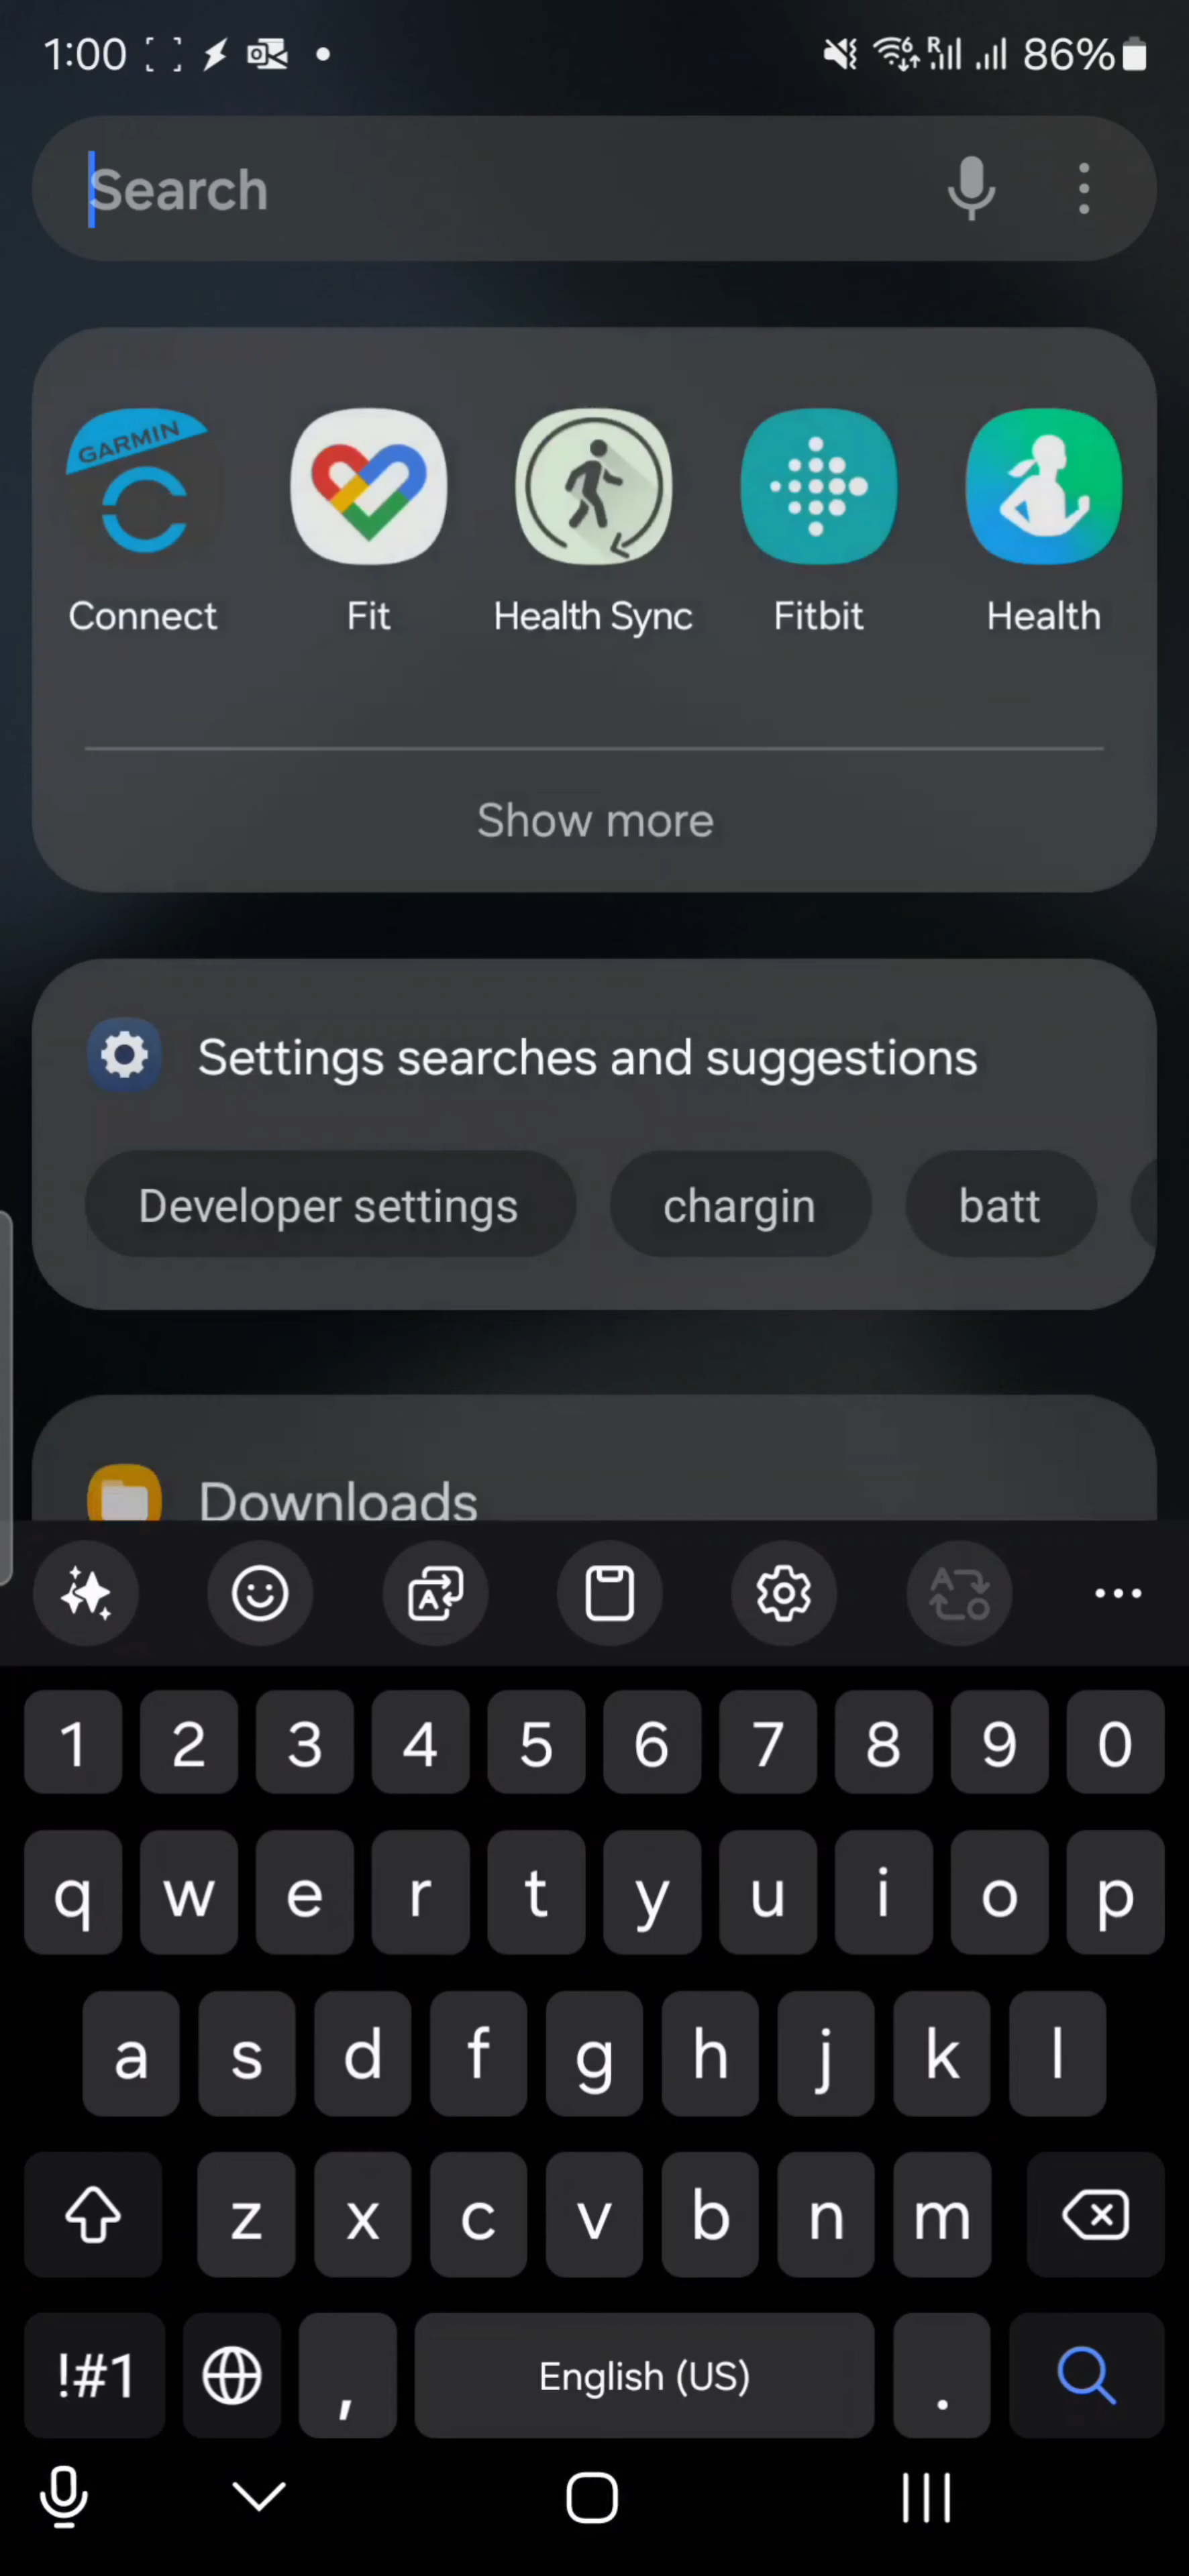 1:00 86%
Search
GARMIN
Connect Fit Health Sync Fitbit Health
Show more
Settings searches and suggestions
Developer settings chargin batt
Downloads
1 2 3 4 5 6 7 8 9 0
q w e r t y u i o p
a s d f g h j k l
z x c v b n m
!#1 , English (US) .